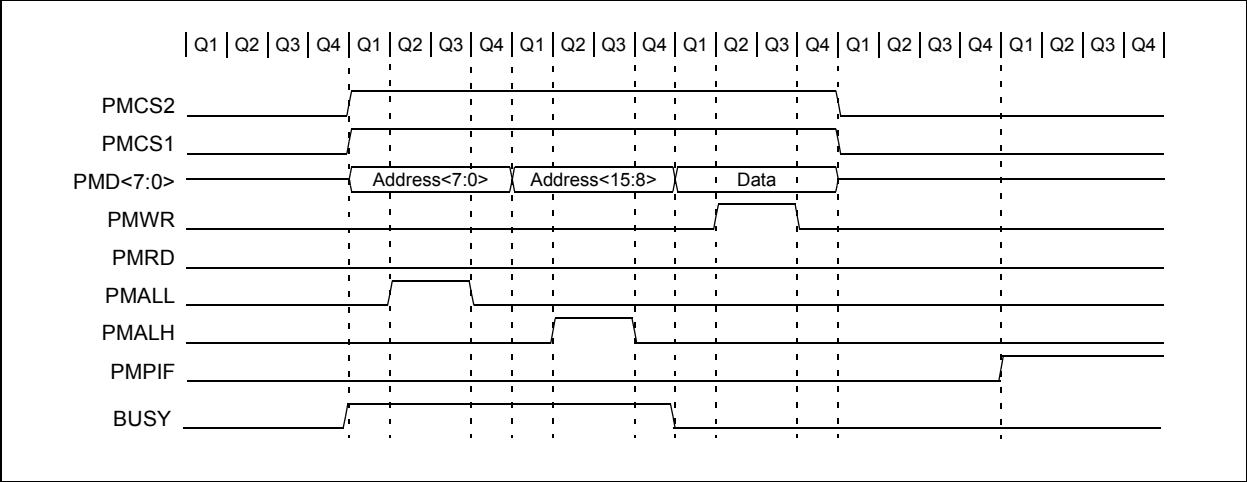 Q1 Q2 Q3 Q4 Q1 Q2 Q3 Q4 Q1 Q2 Q3 Q4 Q1 Q2 Q3 Q4 Q1 Q2 Q3 Q4 Q1 Q2 Q3 Q4
PMCS2
PMCS1
PMD<7:0> Address<7:0> Address<15:8> Data
PMWR
PMRD
PMALL
PMALH
PMPIF
BUSY